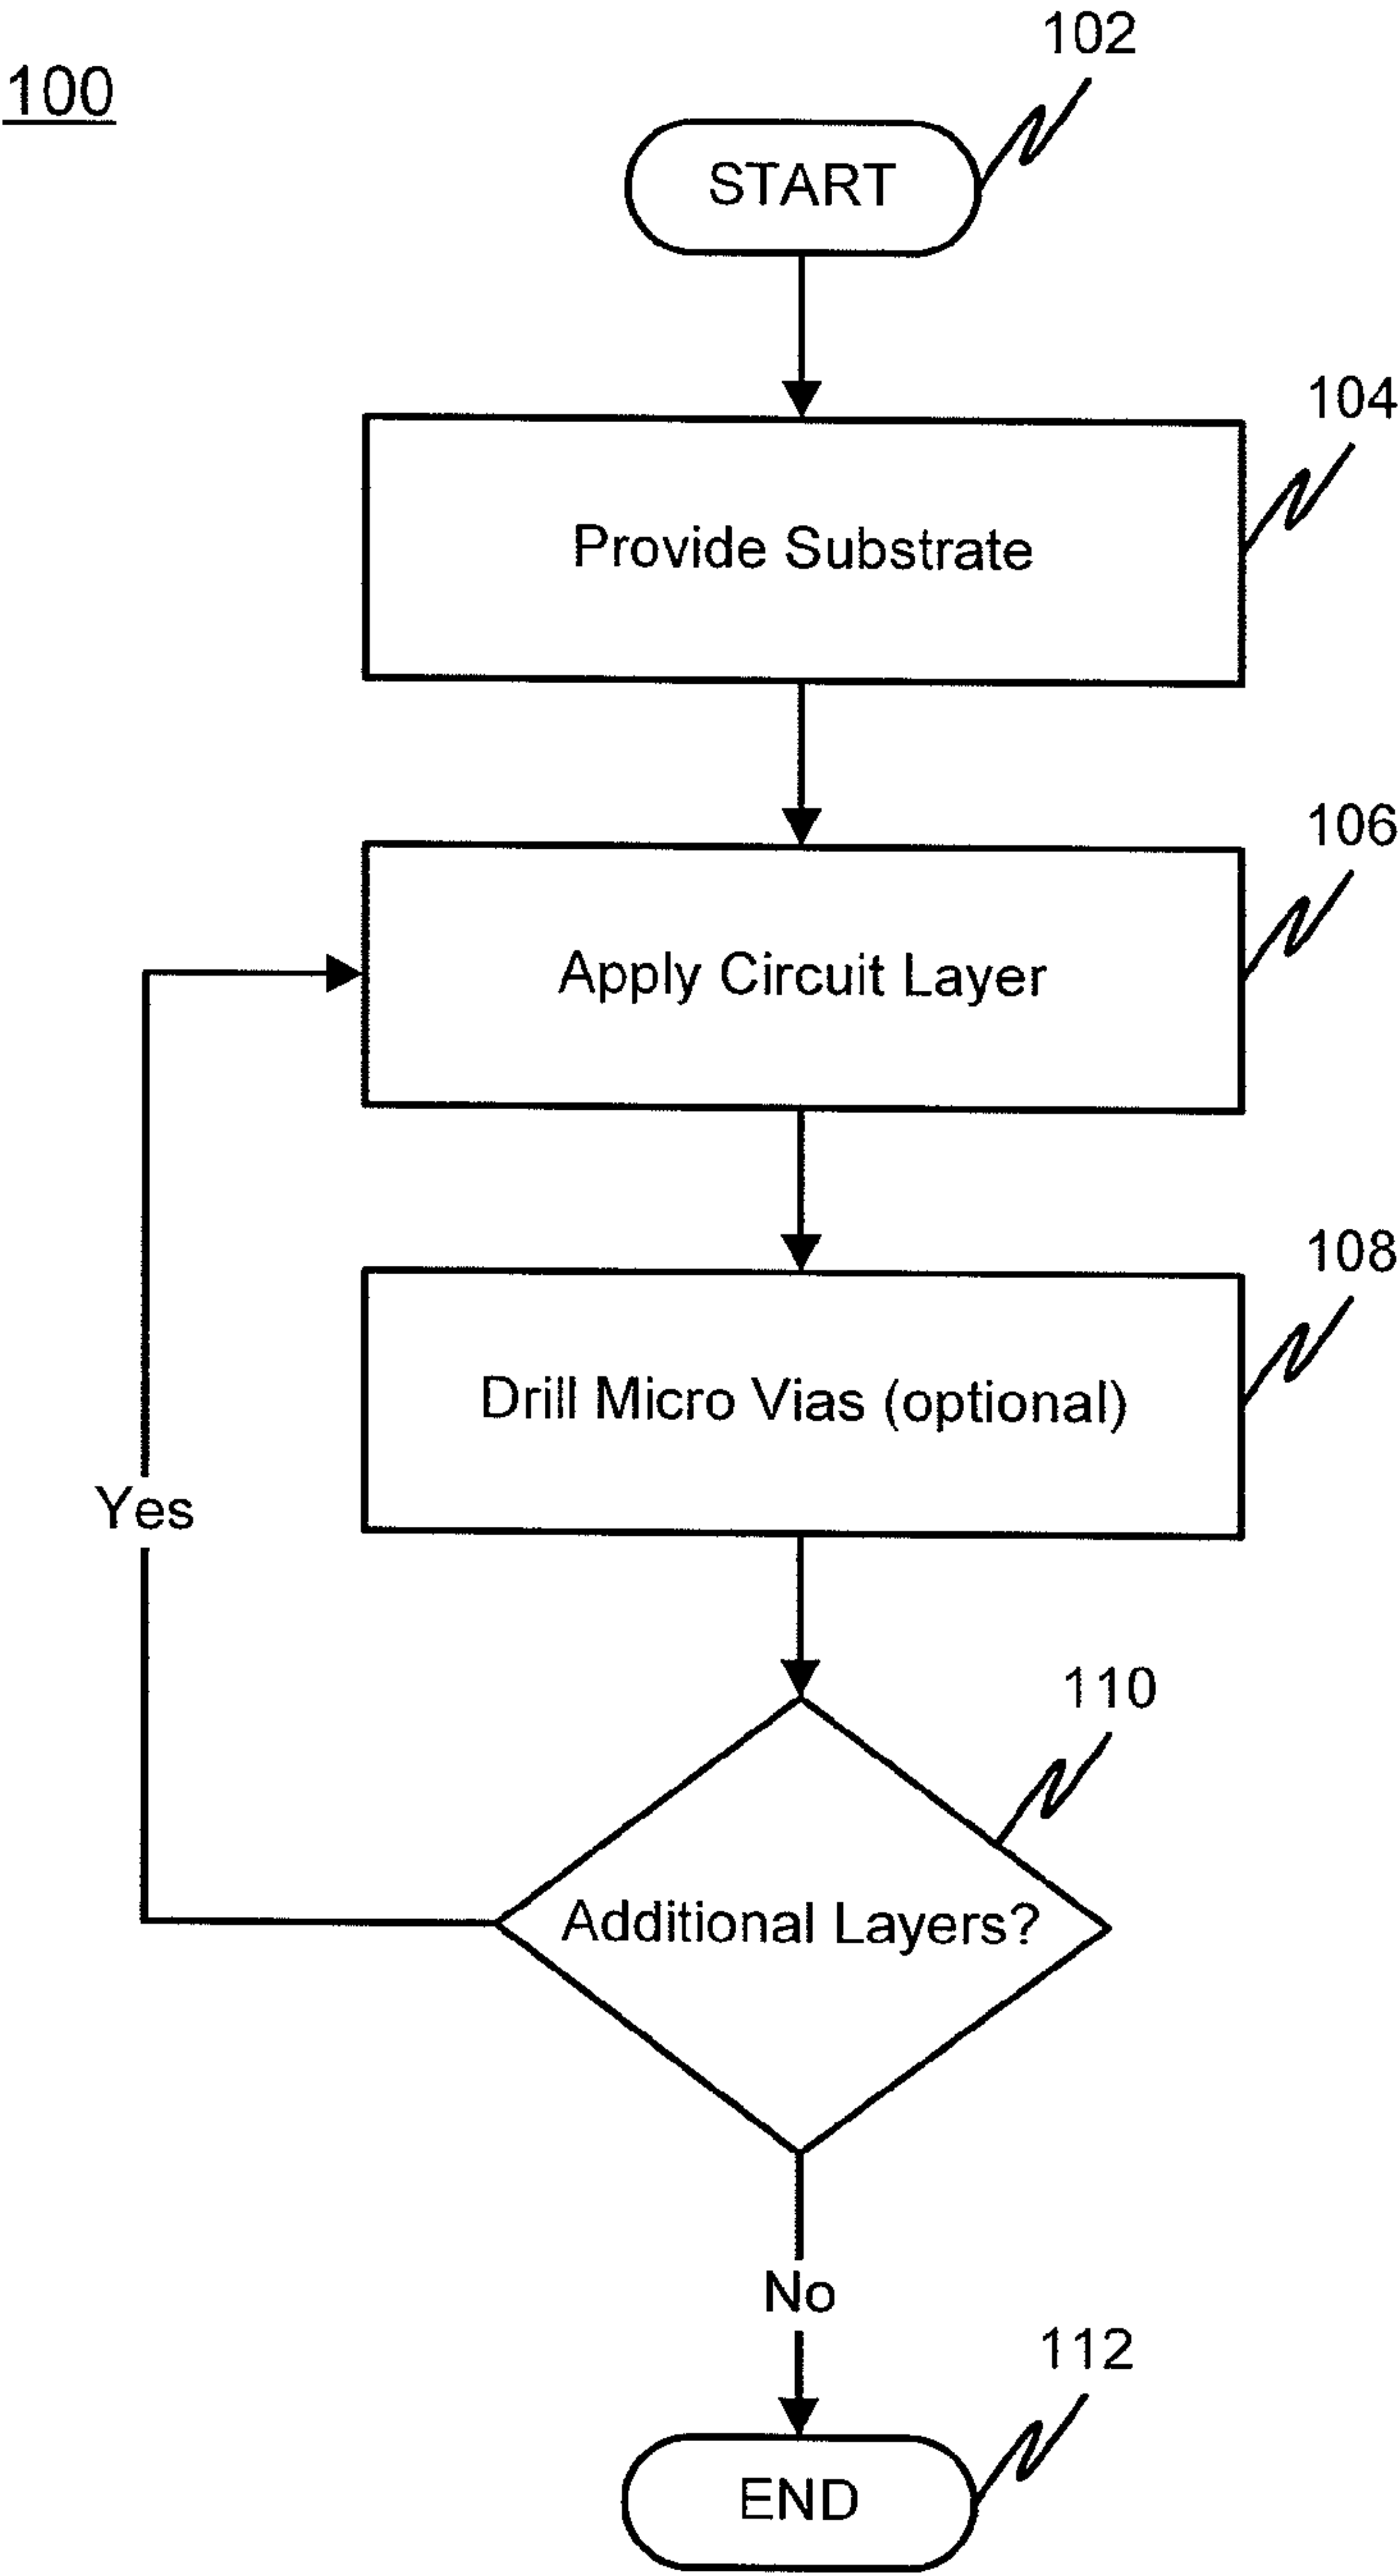 100
102
START
104
Provide Substrate
106
Apply Circuit Layer
108
Drill Micro Vias (optional)
Yes
110
Additional Layers?
No
112
END